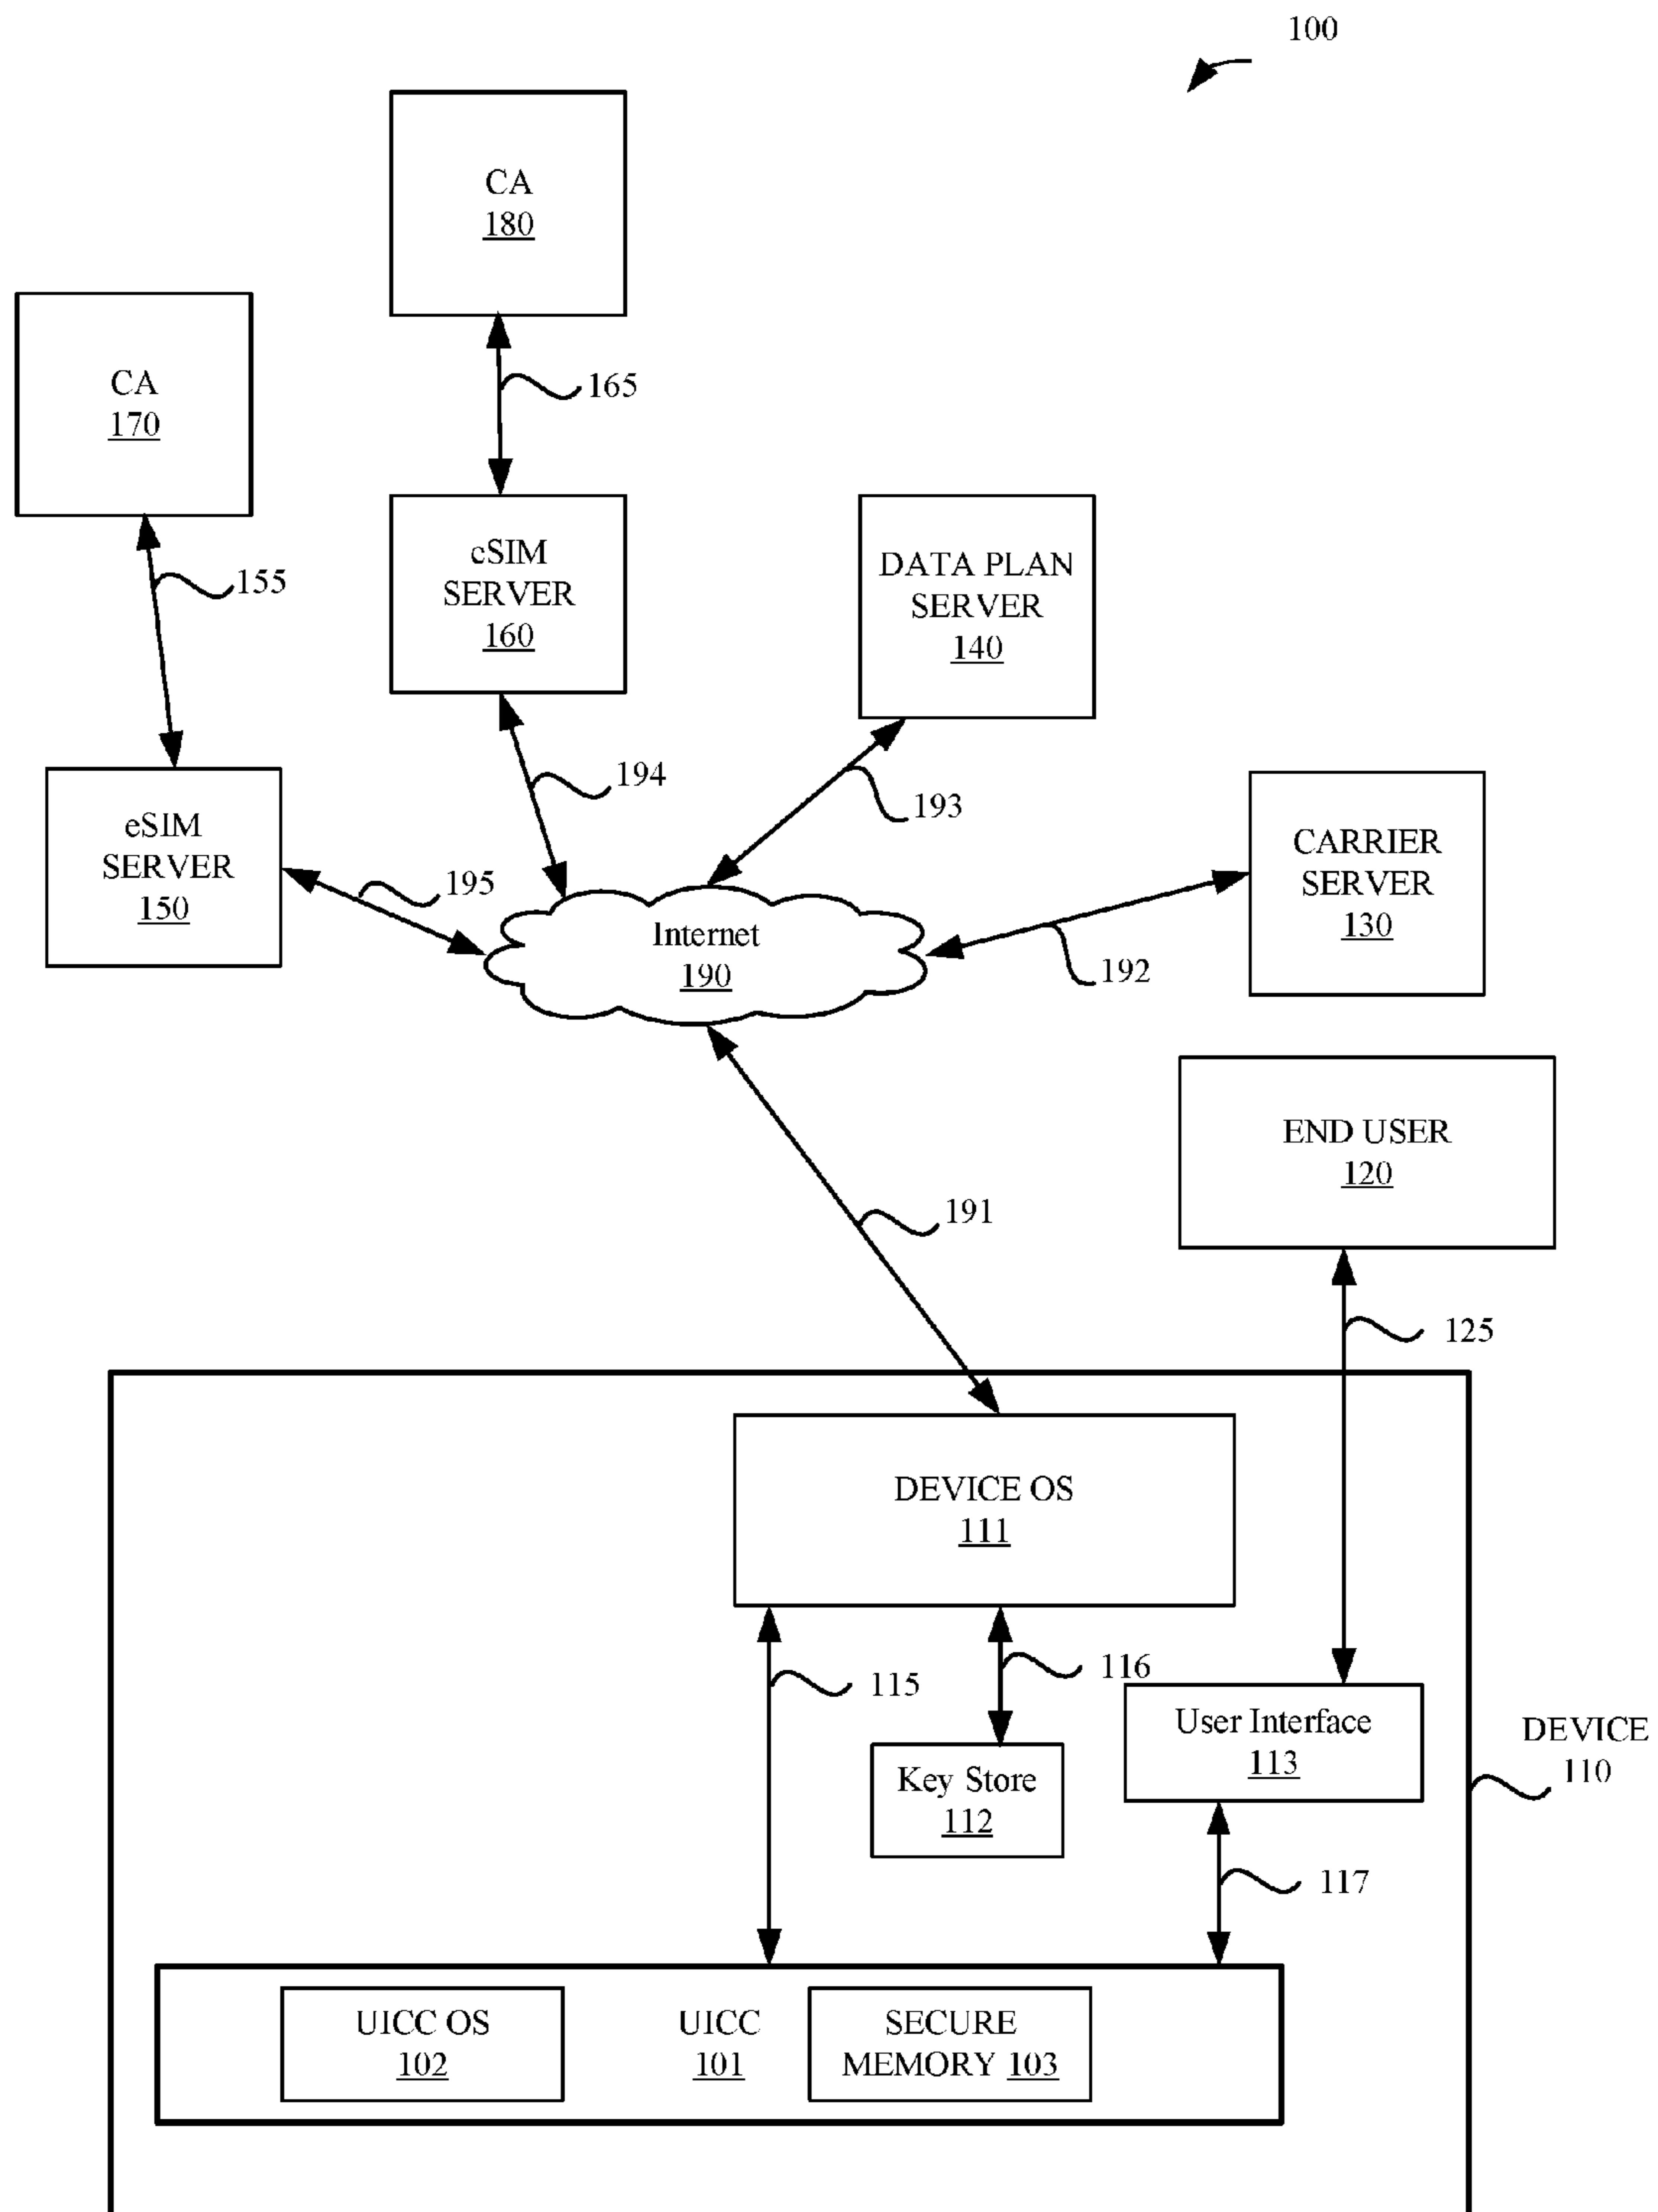 100
CA
180
CA
170
165
eSIM
SERVER
160
DATA PLAN
SERVER
140
155
194
193
eSIM
SERVER
150
195
CARRIER
SERVER
130
Internet
190
192
END USER
120
191
125
DEVICE OS
111
115
116
User Interface
113
DEVICE
110
Key Store
112
117
UICC OS
102
UICC
101
SECURE
MEMORY 103